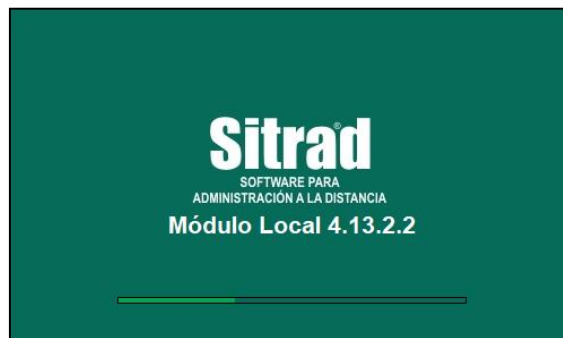 Sitrad®
SOFTWARE PARA
ADMINISTRACIÓN A LA DISTANCIA
Módulo Local 4.13.2.2